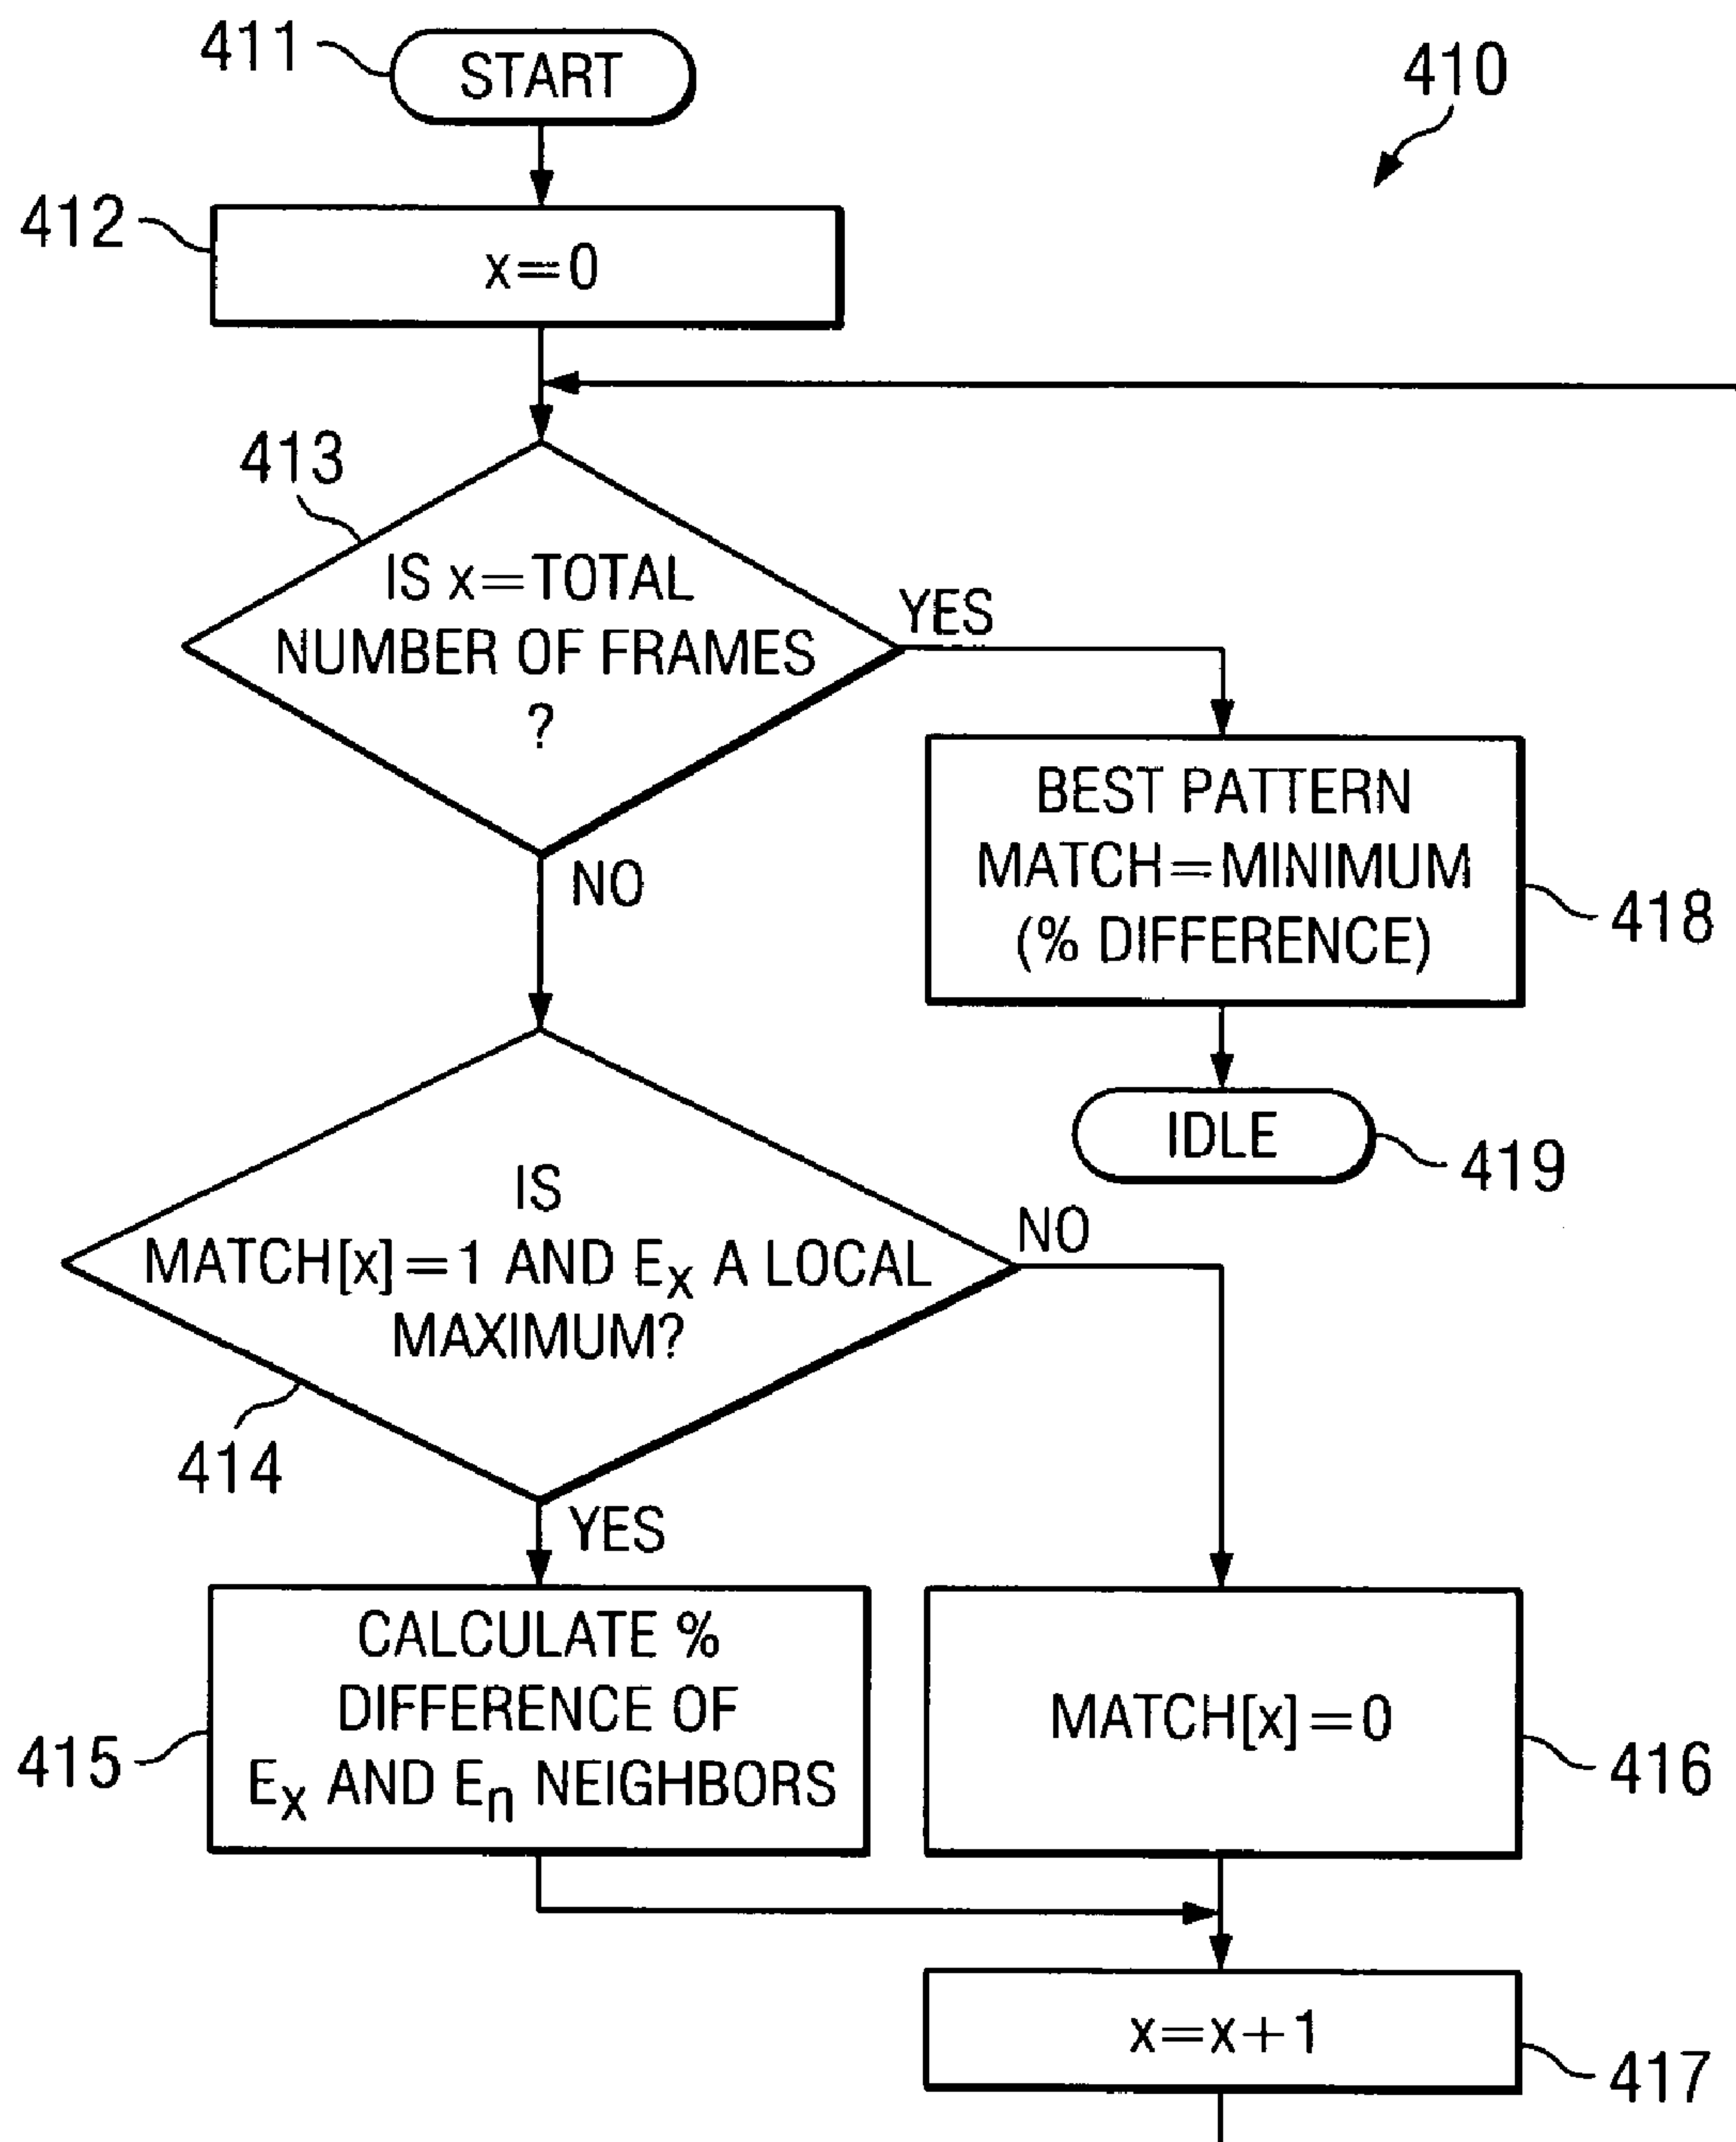 411
START
410
412
x=0
413
IS x=TOTAL
NUMBER OF FRAMES
?
YES
NO
BEST PATTERN
MATCH=MINIMUM
(% DIFFERENCE)
418
IDLE
419
IS
MATCH[x]=1 AND Ex A LOCAL
MAXIMUM?
NO
414
YES
CALCULATE %
DIFFERENCE OF
Ex AND En NEIGHBORS
415
MATCH[x]=0
416
x=x+1
417